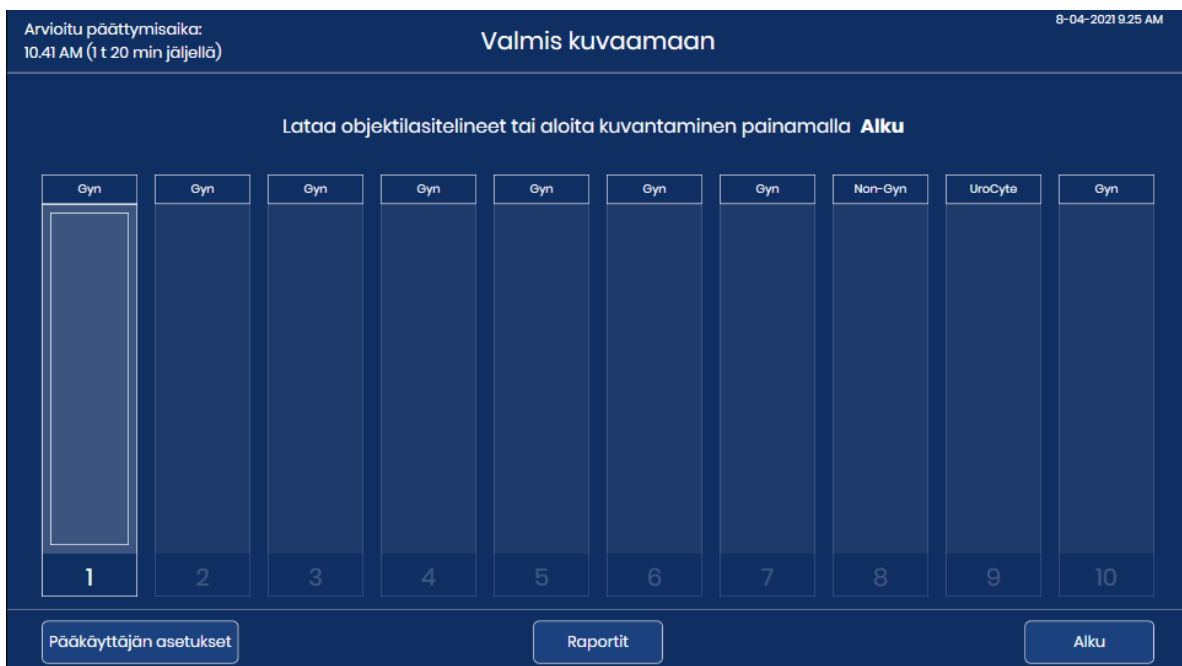 Arvioitu päättymisaika:
10.41 AM (1 t 20 min jäljellä)
Valmis kuvaamaan
8-04-2021 9.25 AM
Lataa objektilasitelineet tai aloita kuvantaminen painamalla Alku
Gyn Gyn Gyn Gyn Gyn Gyn Gyn Non-Gyn UroCyte Gyn
1 2 3 4 5 6 7 8 9 10
Pääkäyttäjän asetukset Raportit Alku